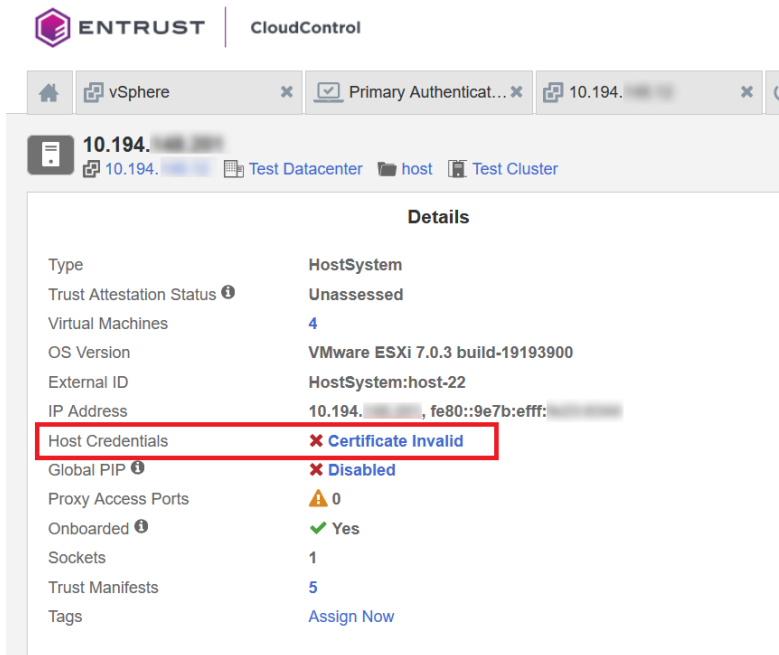 ENTRUST CloudControl
vSphere Primary Authenticat... 10.194.
10.194.
10.194. Test Datacenter host Test Cluster
Details
Type HostSystem
Trust Attestation Status Unassessed
Virtual Machines 4
OS Version VMware ESXi 7.0.3 build-19193900
External ID HostSystem:host-22
IP Address 10.194. , fe80::9e7b:efff:
Host Credentials Certificate Invalid
Global PIP Disabled
Proxy Access Ports 0
Onboarded Yes
Sockets 1
Trust Manifests 5
Tags Assign Now